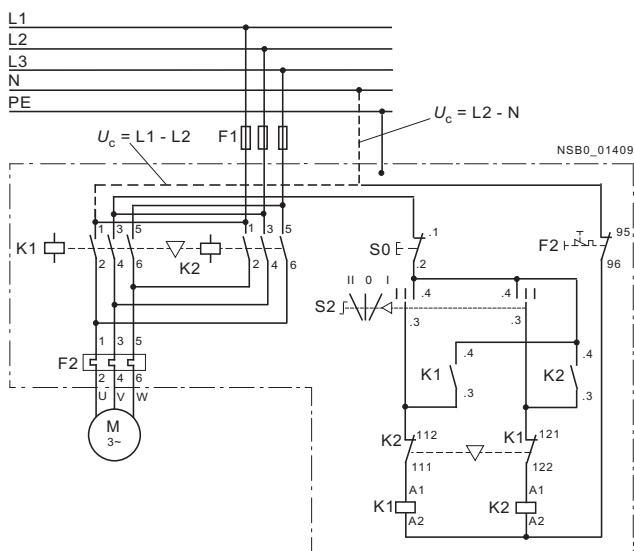 L1
L2
L3
N
PE
Uc = L1 - L2
F1
Uc = L2 - N
NSB0_01409
1 3 5
1 3 5
K1
K2
2 4 6
2 4 6
S0
.1
.2
F2
95
96
II 0 I
S2
.4
.3
.4
.3
F2
1 3 5
2 4 6
U V W
M
3~
K1
.4
.3
K2
.4
.3
K2
112
111
K1
121
122
K1
A1
A2
K2
A1
A2